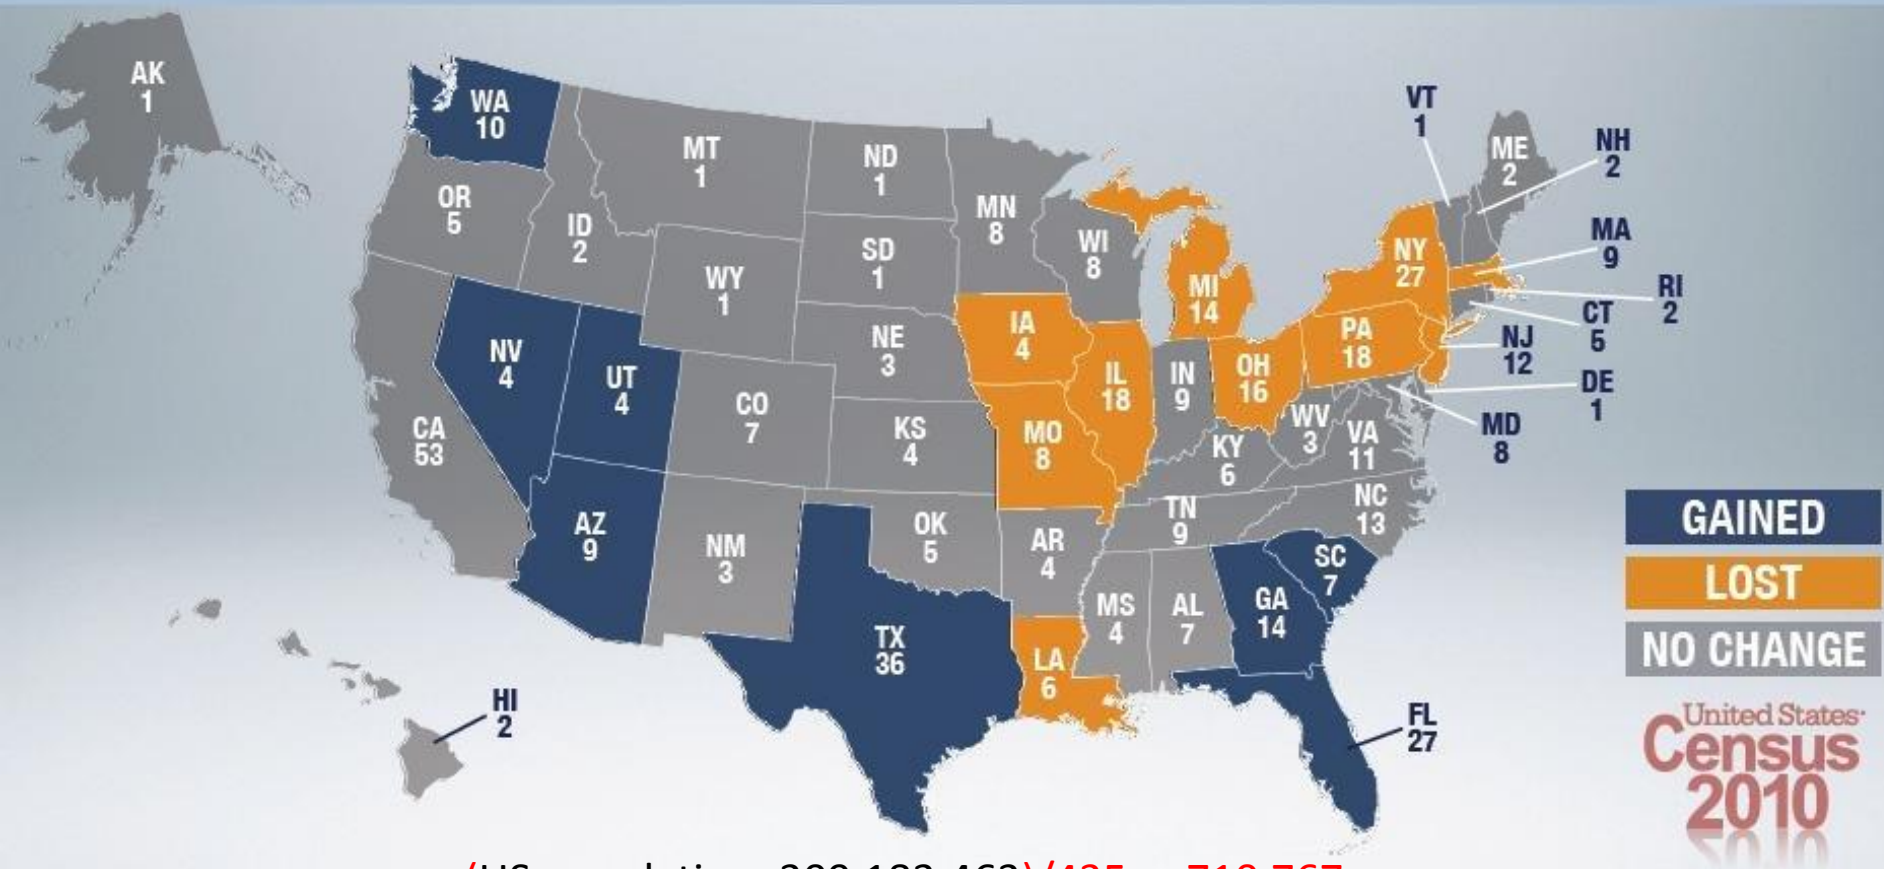 AK
1
WA
10
MT
1
ND
1
MN
8
OR
5
ID
2
WY
1
SD
1
WI
8
MI
14
NY
27
VT
1
ME
2
NH
2
MA
9
RI
2
CT
5
NJ
12
DE
1
MD
8
NV
4
UT
4
CO
7
NE
3
IA
4
IL
18
IN
9
OH
16
PA
18
WV
3
VA
11
CA
53
KS
4
MO
8
KY
6
TN
9
NC
13
AZ
9
NM
3
OK
5
AR
4
MS
4
AL
7
GA
14
SC
7
TX
36
LA
6
FL
27
HI
2
GAINED
LOST
NO CHANGE
United States
Census
2010